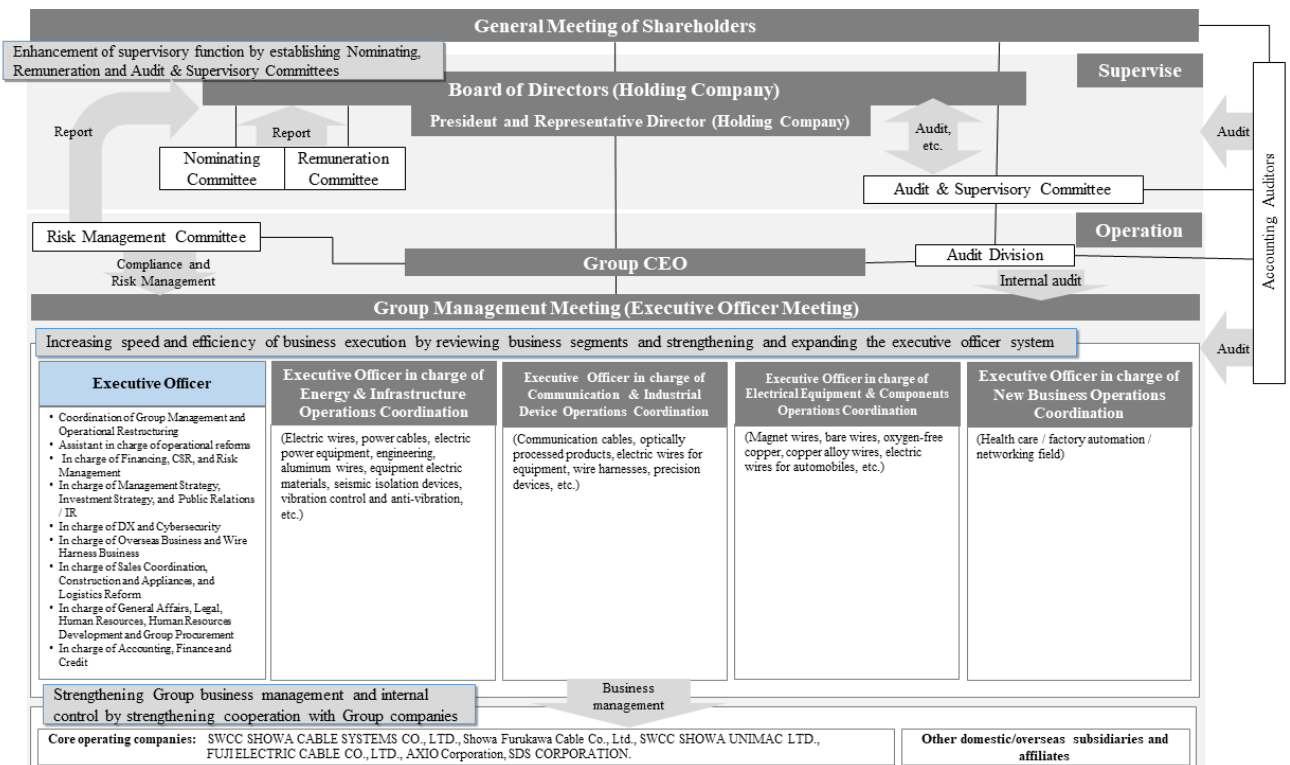 General Meeting of Shareholders
Enhancement of supervisory function by establishing Nominating,
Remuneration and Audit & Supervisory Committees
Supervise
Board of Directors (Holding Company)
President and Representative Director (Holding Company)
Report
Report
Audit,
etc.
Audit
Nominating
Committee
Remuneration
Committee
Audit & Supervisory Committee
Accounting Auditors
Operation
Risk Management Committee
Audit Division
Group CEO
Compliance and
Risk Management
Internal audit
Group Management Meeting (Executive Officer Meeting)
Increasing speed and efficiency of business execution by reviewing business segments and strengthening and expanding the executive officer system
Audit
Executive Officer
• Coordination of Group Management and
Operational Restructuring
• Assistant in charge of operational reforms
• In charge of Financing, CSR, and Risk
Management
• In charge of Management Strategy,
Investment Strategy, and Public Relations
/ IR
• In charge of DX and Cybersecurity
• In charge of Overseas Business and Wire
Harness Business
• In charge of Sales Coordination,
Construction and Appliances, and
Logistics Reform
• In charge of General Affairs, Legal,
Human Resources, Human Resources
Development and Group Procurement
• In charge of Accounting, Finance and
Credit
Executive Officer in charge of
Energy & Infrastructure
Operations Coordination
(Electric wires, power cables, electric
power equipment, engineering,
aluminum wires, equipment electric
materials, seismic isolation devices,
vibration control and anti-vibration,
etc.)
Executive Officer in charge of
Communication & Industrial
Device Operations Coordination
(Communication cables, optically
processed products, electric wires for
equipment, wire harnesses, precision
devices, etc.)
Executive Officer in charge of
Electrical Equipment & Components
Operations Coordination
(Magnet wires, bare wires, oxygen-free
copper, copper alloy wires, electric
wires for automobiles, etc.)
Executive Officer in charge of
New Business Operations
Coordination
(Health care / factory automation /
networking field)
Strengthening Group business management and internal
control by strengthening cooperation with Group companies
Business
management
Core operating companies: SWCC SHOWA CABLE SYSTEMS CO., LTD., Showa Furukawa Cable Co., Ltd., SWCC SHOWA UNIMAC LTD.,
FUJI ELECTRIC CABLE CO., LTD., AXIO Corporation, SDS CORPORATION.
Other domestic/overseas subsidiaries and
affiliates